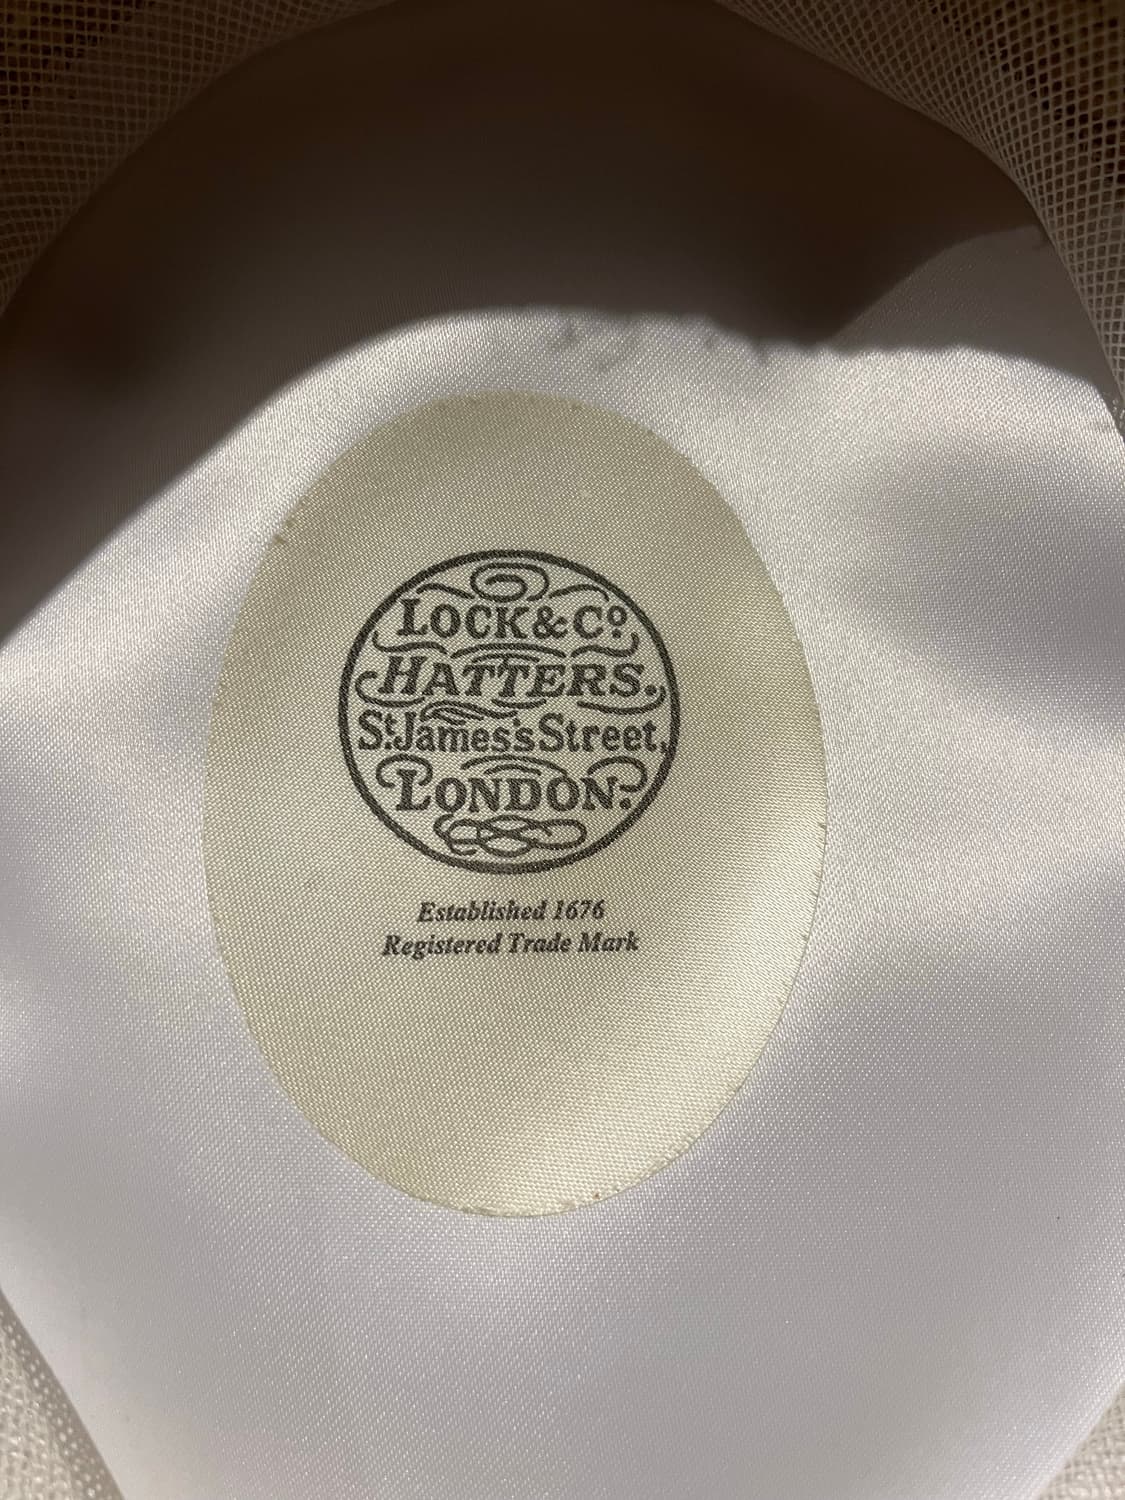 LOCK & Cº
HATTERS.
St. James's Street,
LONDON.
Established 1676
Registered Trade Mark